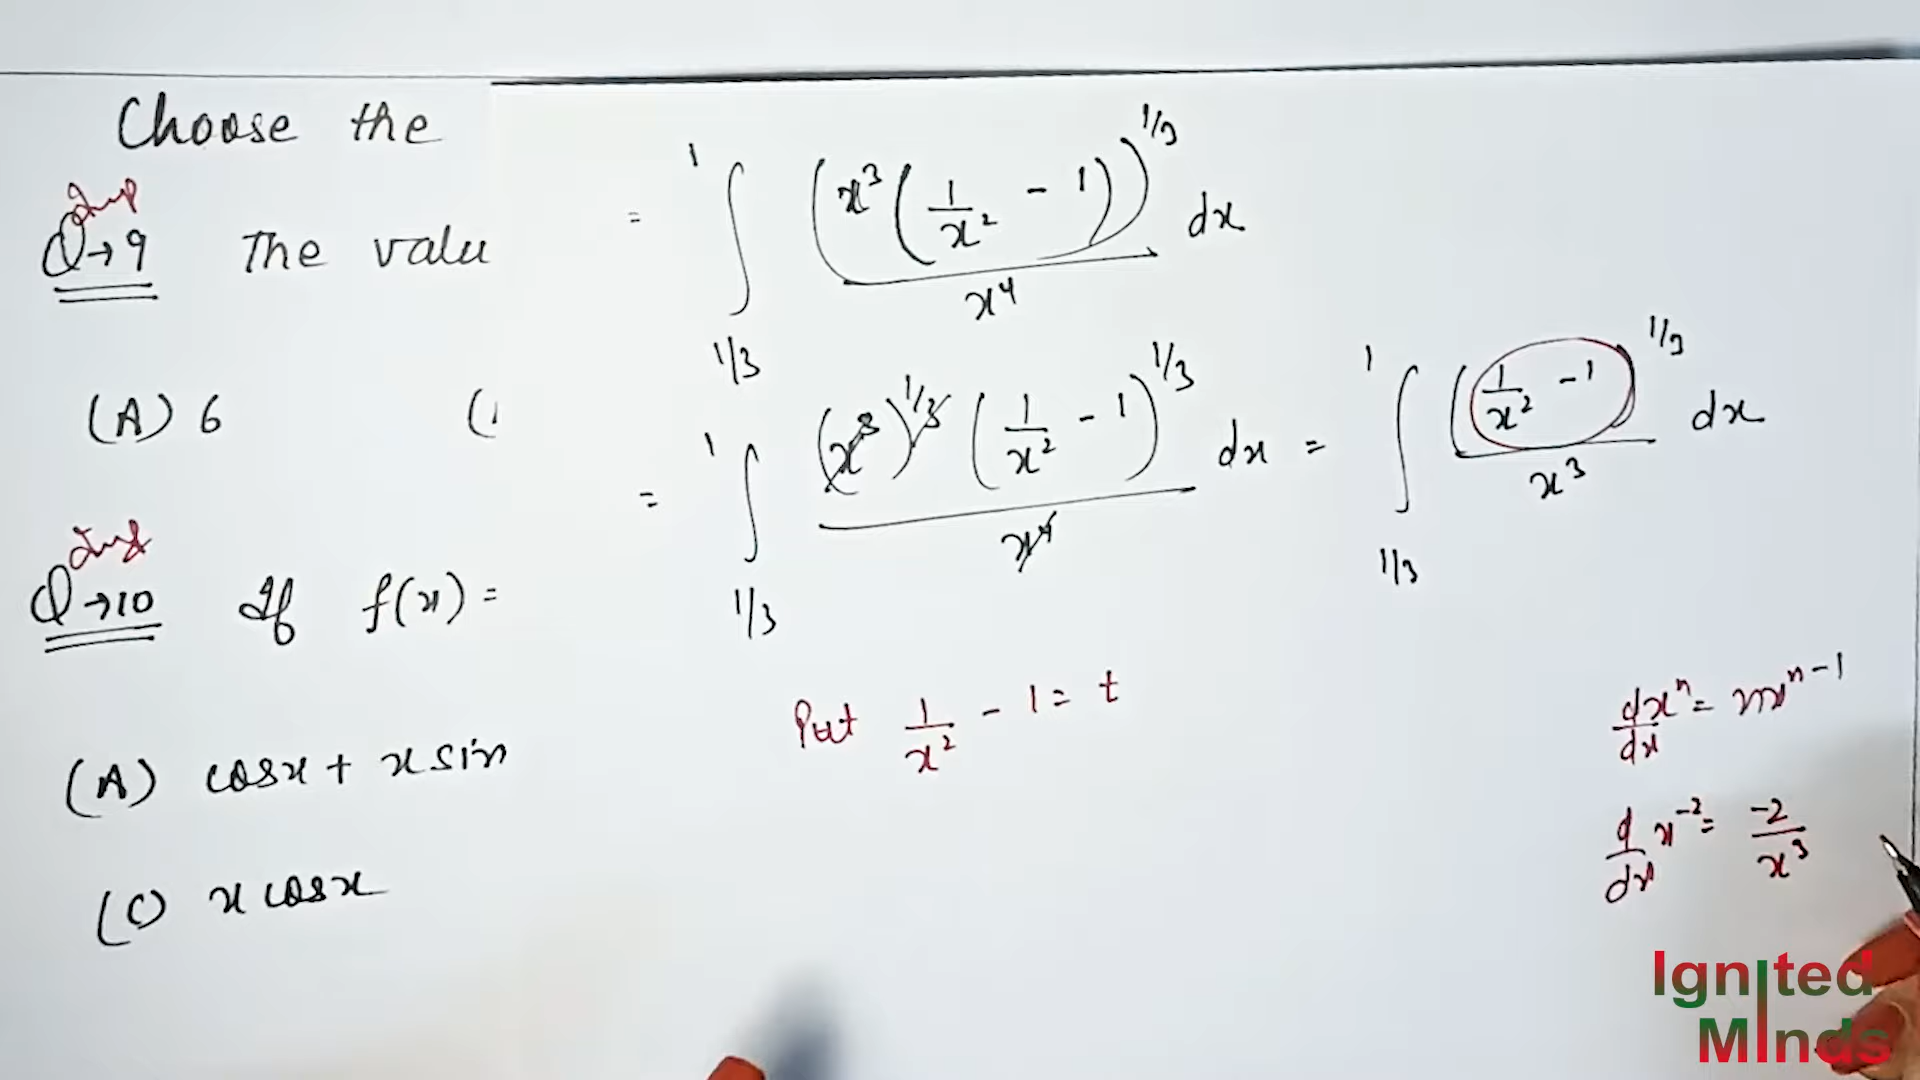 Choose the
Imp
Q→9 The valu
(A) 6 (
Imp
Q→10 If f(x) =
(A) cosx + x sin
(C) x cosx
= ∫_{1/3}^{1} (x³(1/x² - 1))^{1/3} / x⁴ dx
= ∫_{1/3}^{1} (x³)^{1/3} (1/x² - 1)^{1/3} / x⁴ dx = ∫_{1/3}^{1} (1/x² - 1)^{1/3} / x³ dx
Put 1/x² - 1 = t
dxⁿ/dx = nxⁿ⁻¹
d/dx x⁻² = -2/x³
Ignited
Minds